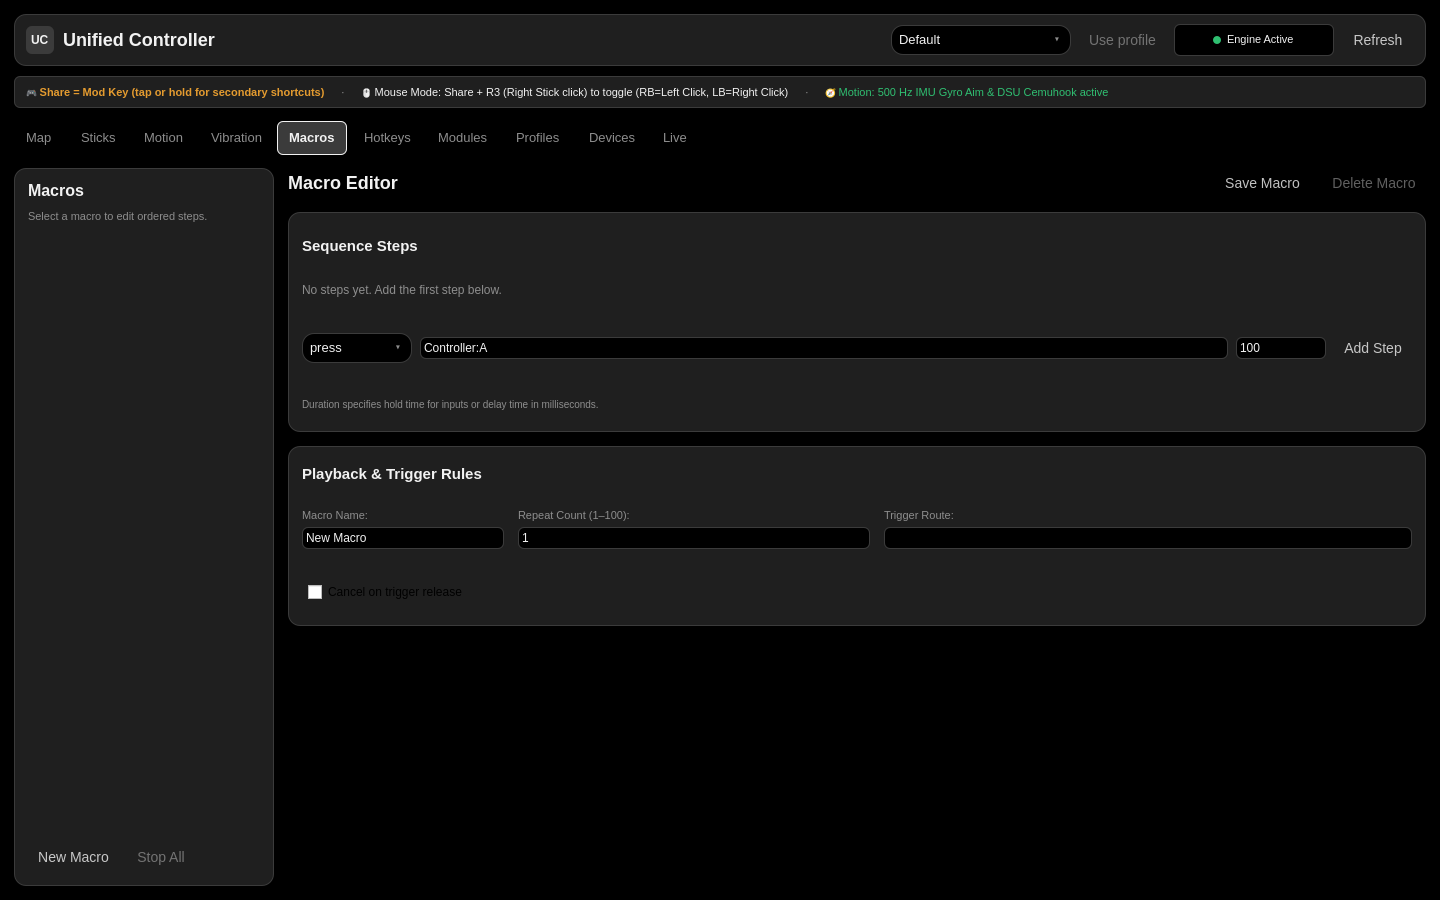 UC Unified Controller Default Use profile Engine Active Refresh
Share = Mod Key (tap or hold for secondary shortcuts) · Mouse Mode: Share + R3 (Right Stick click) to toggle (RB=Left Click, LB=Right Click) · Motion: 500 Hz IMU Gyro Aim & DSU Cemuhook active
Map Sticks Motion Vibration Macros Hotkeys Modules Profiles Devices Live
Macros
Select a macro to edit ordered steps.
New Macro Stop All
Macro Editor Save Macro Delete Macro
Sequence Steps
No steps yet. Add the first step below.
press Controller:A 100 Add Step
Duration specifies hold time for inputs or delay time in milliseconds.
Playback & Trigger Rules
Macro Name: Repeat Count (1–100): Trigger Route:
New Macro 1
Cancel on trigger release